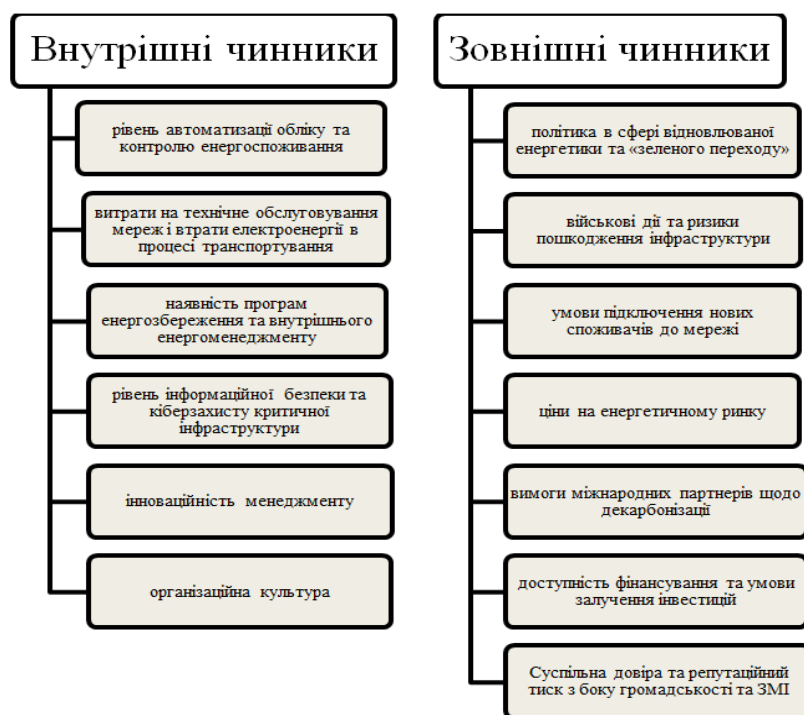 Внутрішні чинники
рівень автоматизації обліку та
контролю енергоспоживання
витрати на технічне обслуговування
мереж і втрати електроенергії в
процесі транспортування
наявність програм
енергозбереження та внутрішнього
енергоменеджменту
рівень інформаційної безпеки та
кіберзахисту критичної
інфраструктури
інноваційність менеджменту
організаційна культура
Зовнішні чинники
політика в сфері відновлюваної
енергетики та «зеленого переходу»
військові дії та ризики
пошкодження інфраструктури
умови підключення нових
споживачів до мережі
ціни на енергетичному ринку
вимоги міжнародних партнерів щодо
декарбонізації
доступність фінансування та умови
залучення інвестицій
Суспільна довіра та репутаційний
тиск з боку громадськості та ЗМІ